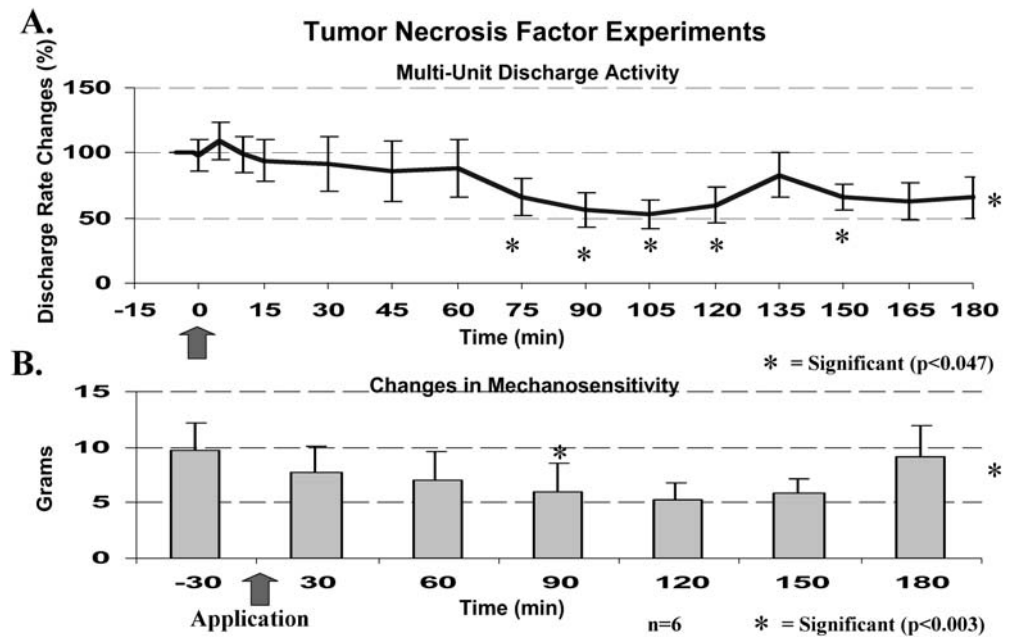 A.
Tumor Necrosis Factor Experiments
Multi-Unit Discharge Activity
Discharge Rate Changes (%)
150
100
50
0
-15 0 15 30 45 60 75 90 105 120 135 150 165 180
* * * * * *
Time (min)
* = Significant (p<0.047)
B.
Changes in Mechanosensitivity
Grams
15
10
5
0
* *
-30 30 60 90 120 150 180
Application
Time (min)
n=6
* = Significant (p<0.003)